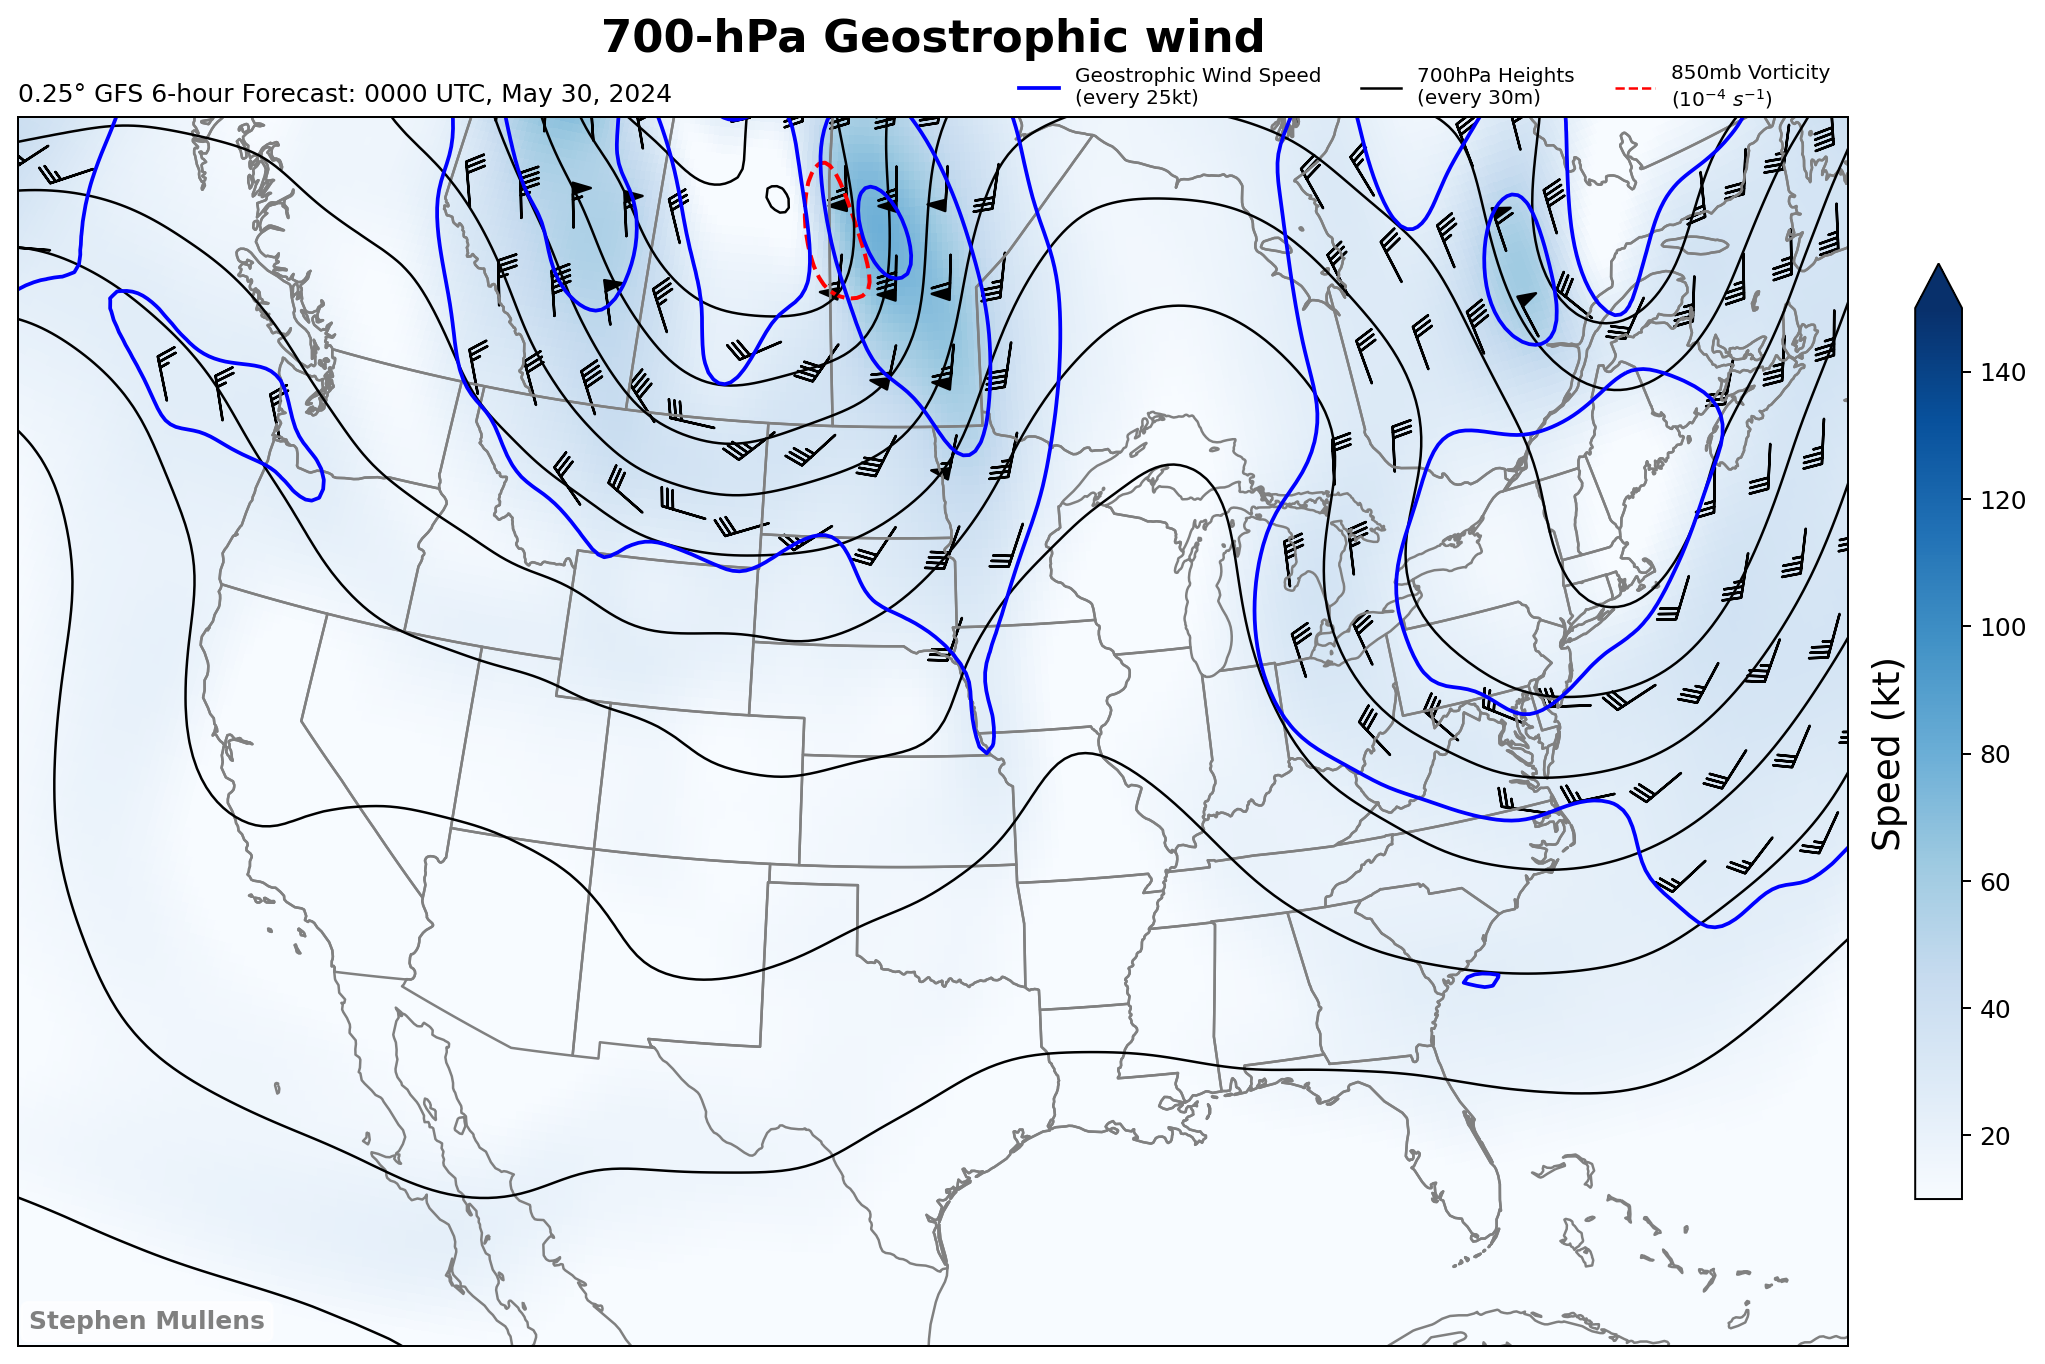 700-hPa Geostrophic wind
0.25° GFS 6-hour Forecast: 0000 UTC, May 30, 2024
Geostrophic Wind Speed
(every 25kt)
700hPa Heights
(every 30m)
850mb Vorticity
(10⁻⁴ s⁻¹)
140
120
100
80
60
40
20
Speed (kt)
Stephen Mullens